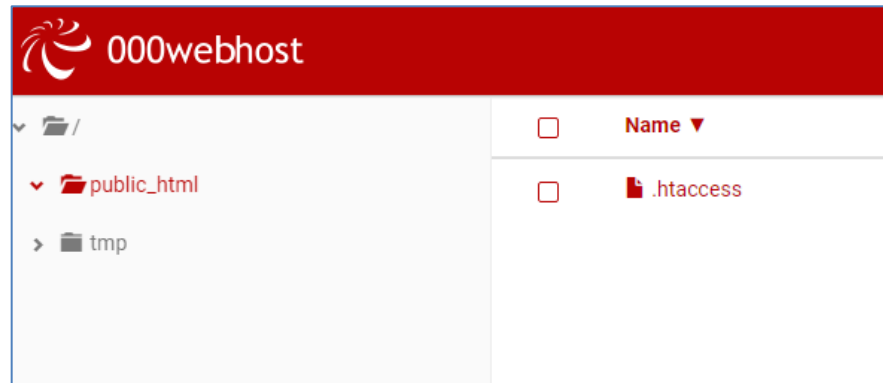 000webhost
/
public_html
tmp
Name ▼
.htaccess